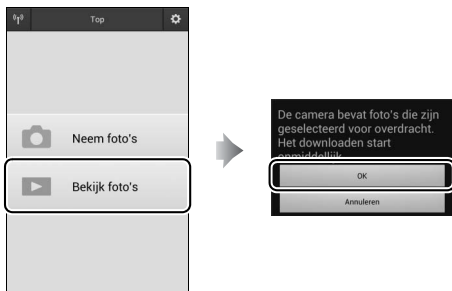 Top
Neem foto's
Bekijk foto's
De camera bevat foto's die zijn
geselecteerd voor overdracht.
Het downloaden start
onmiddellijk.
OK
Annuleren